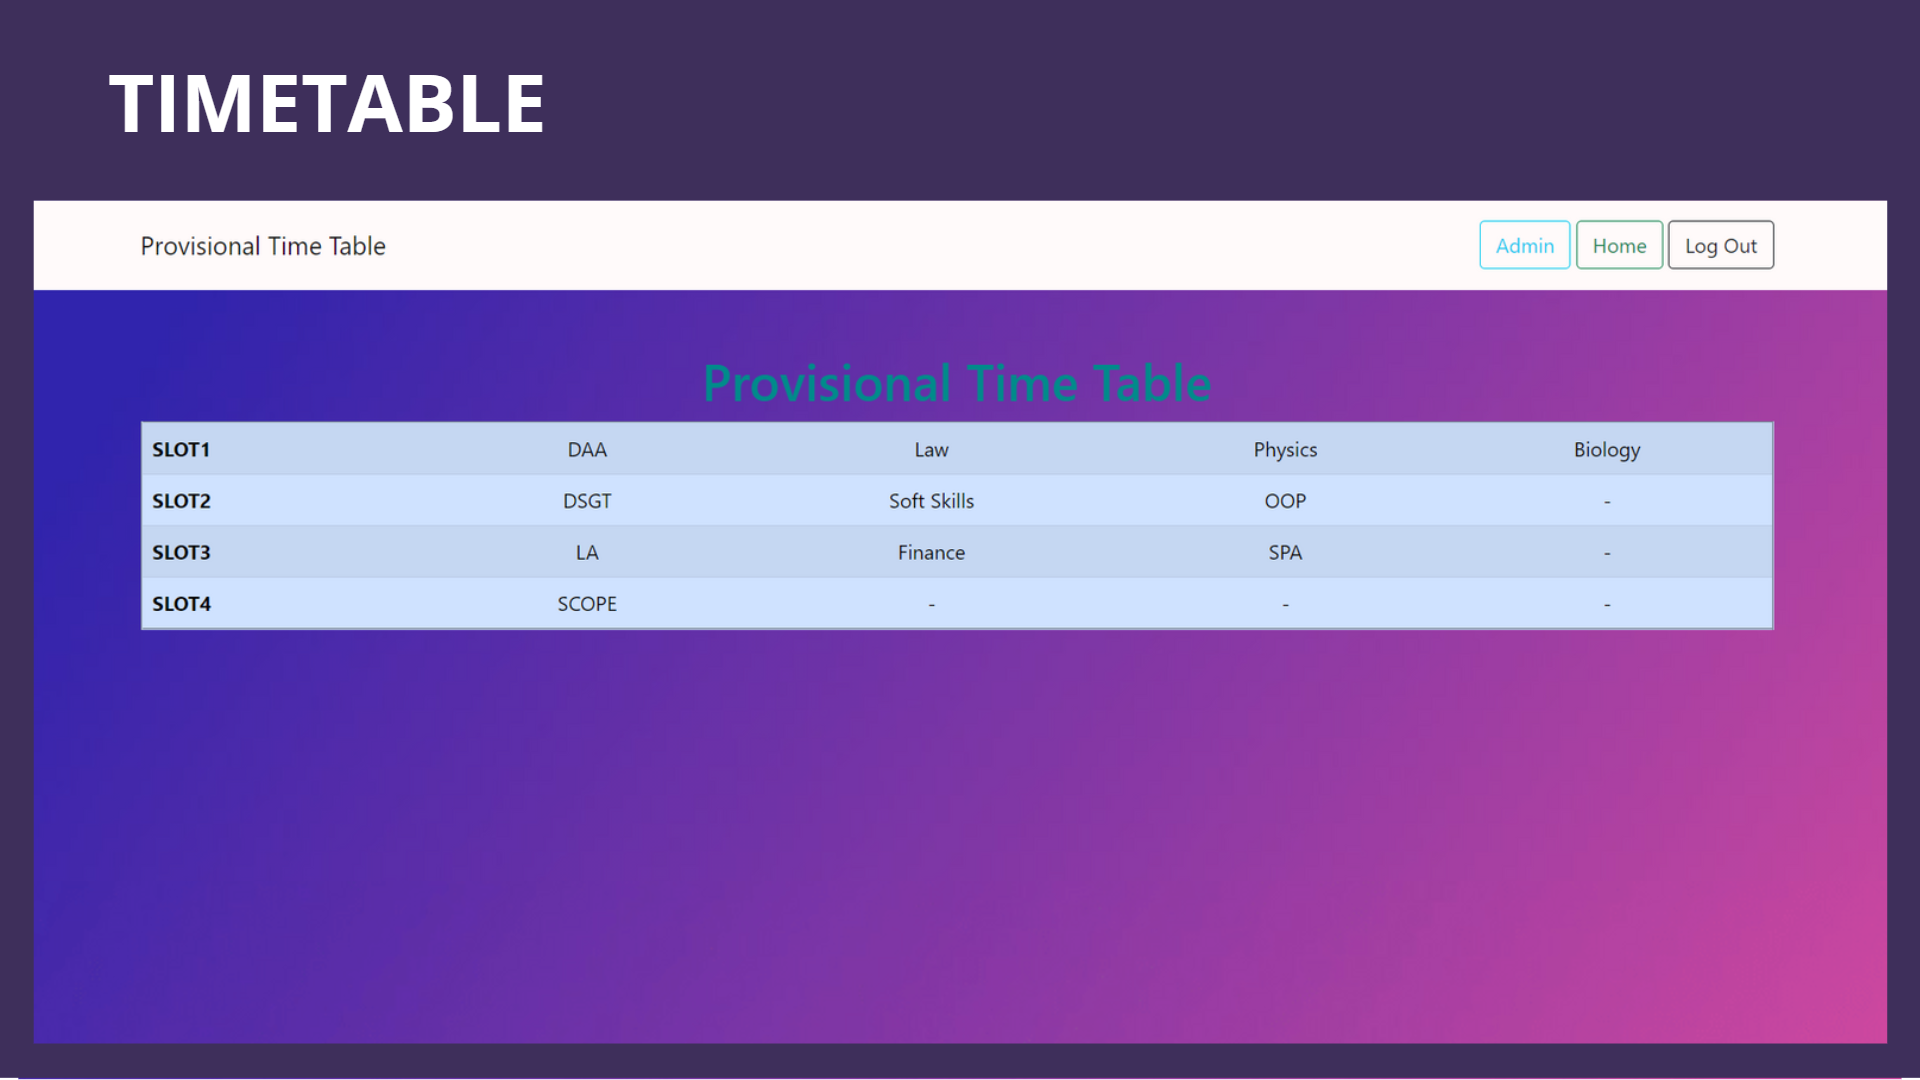 TIMETABLE
Provisional Time Table Admin Home Log Out
Provisional Time Table
SLOT1 DAA Law Physics Biology
SLOT2 DSGT Soft Skills OOP -
SLOT3 LA Finance SPA -
SLOT4 SCOPE - - -